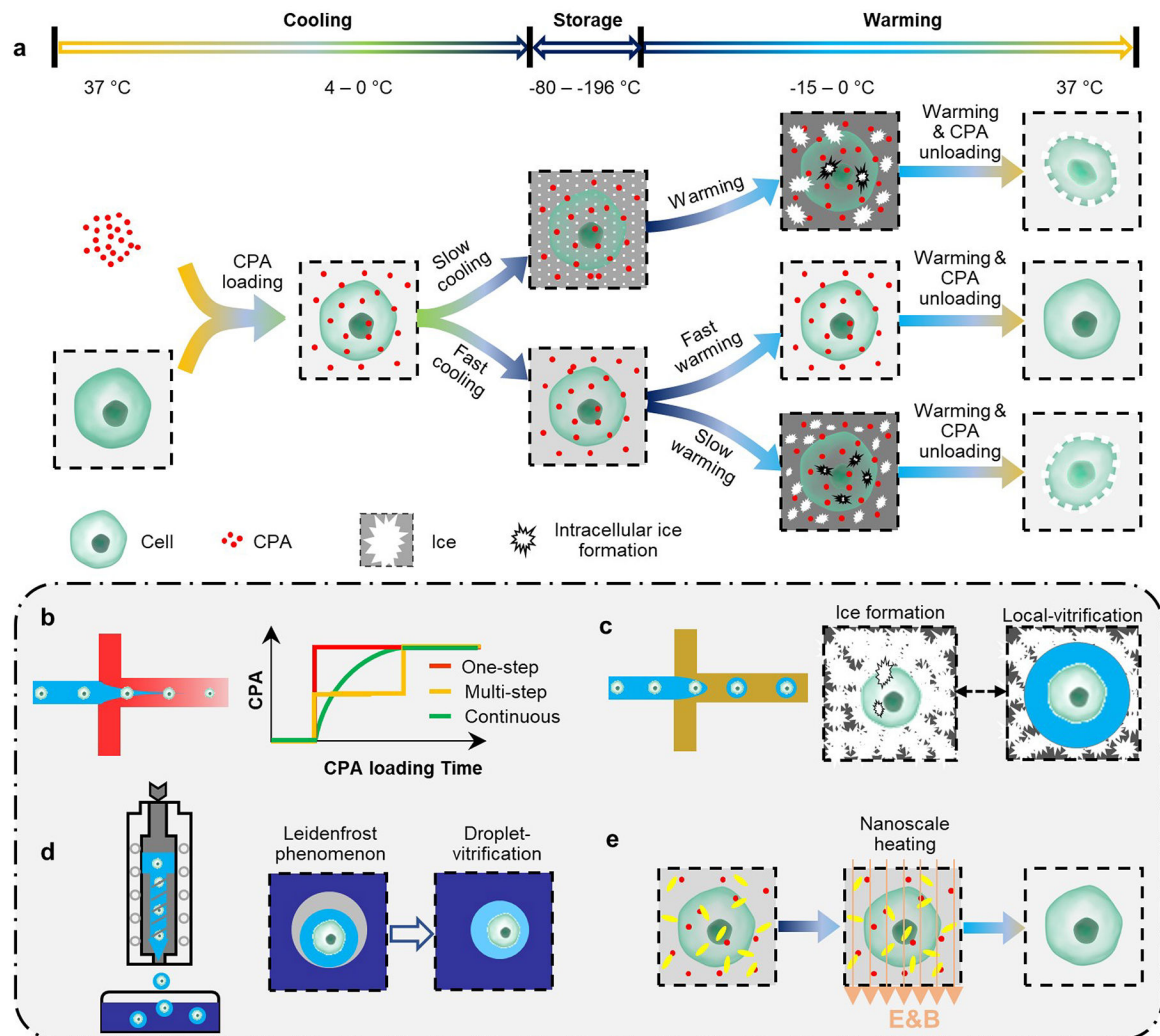 Cooling
Storage
Warming
a
37 °C
4 – 0 °C
-80 – -196 °C
-15 – 0 °C
37 °C
CPA
loading
Slow
cooling
Fast
cooling
Warming
Fast
warming
Slow
warming
Warming
& CPA
unloading
Warming &
CPA
unloading
Warming &
CPA
unloading
Cell
CPA
Ice
Intracellular ice
formation
b
CPA
One-step
Multi-step
Continuous
CPA loading Time
c
Ice formation
Local-vitrification
d
Leidenfrost
phenomenon
Droplet-
vitrification
e
Nanoscale
heating
E&B